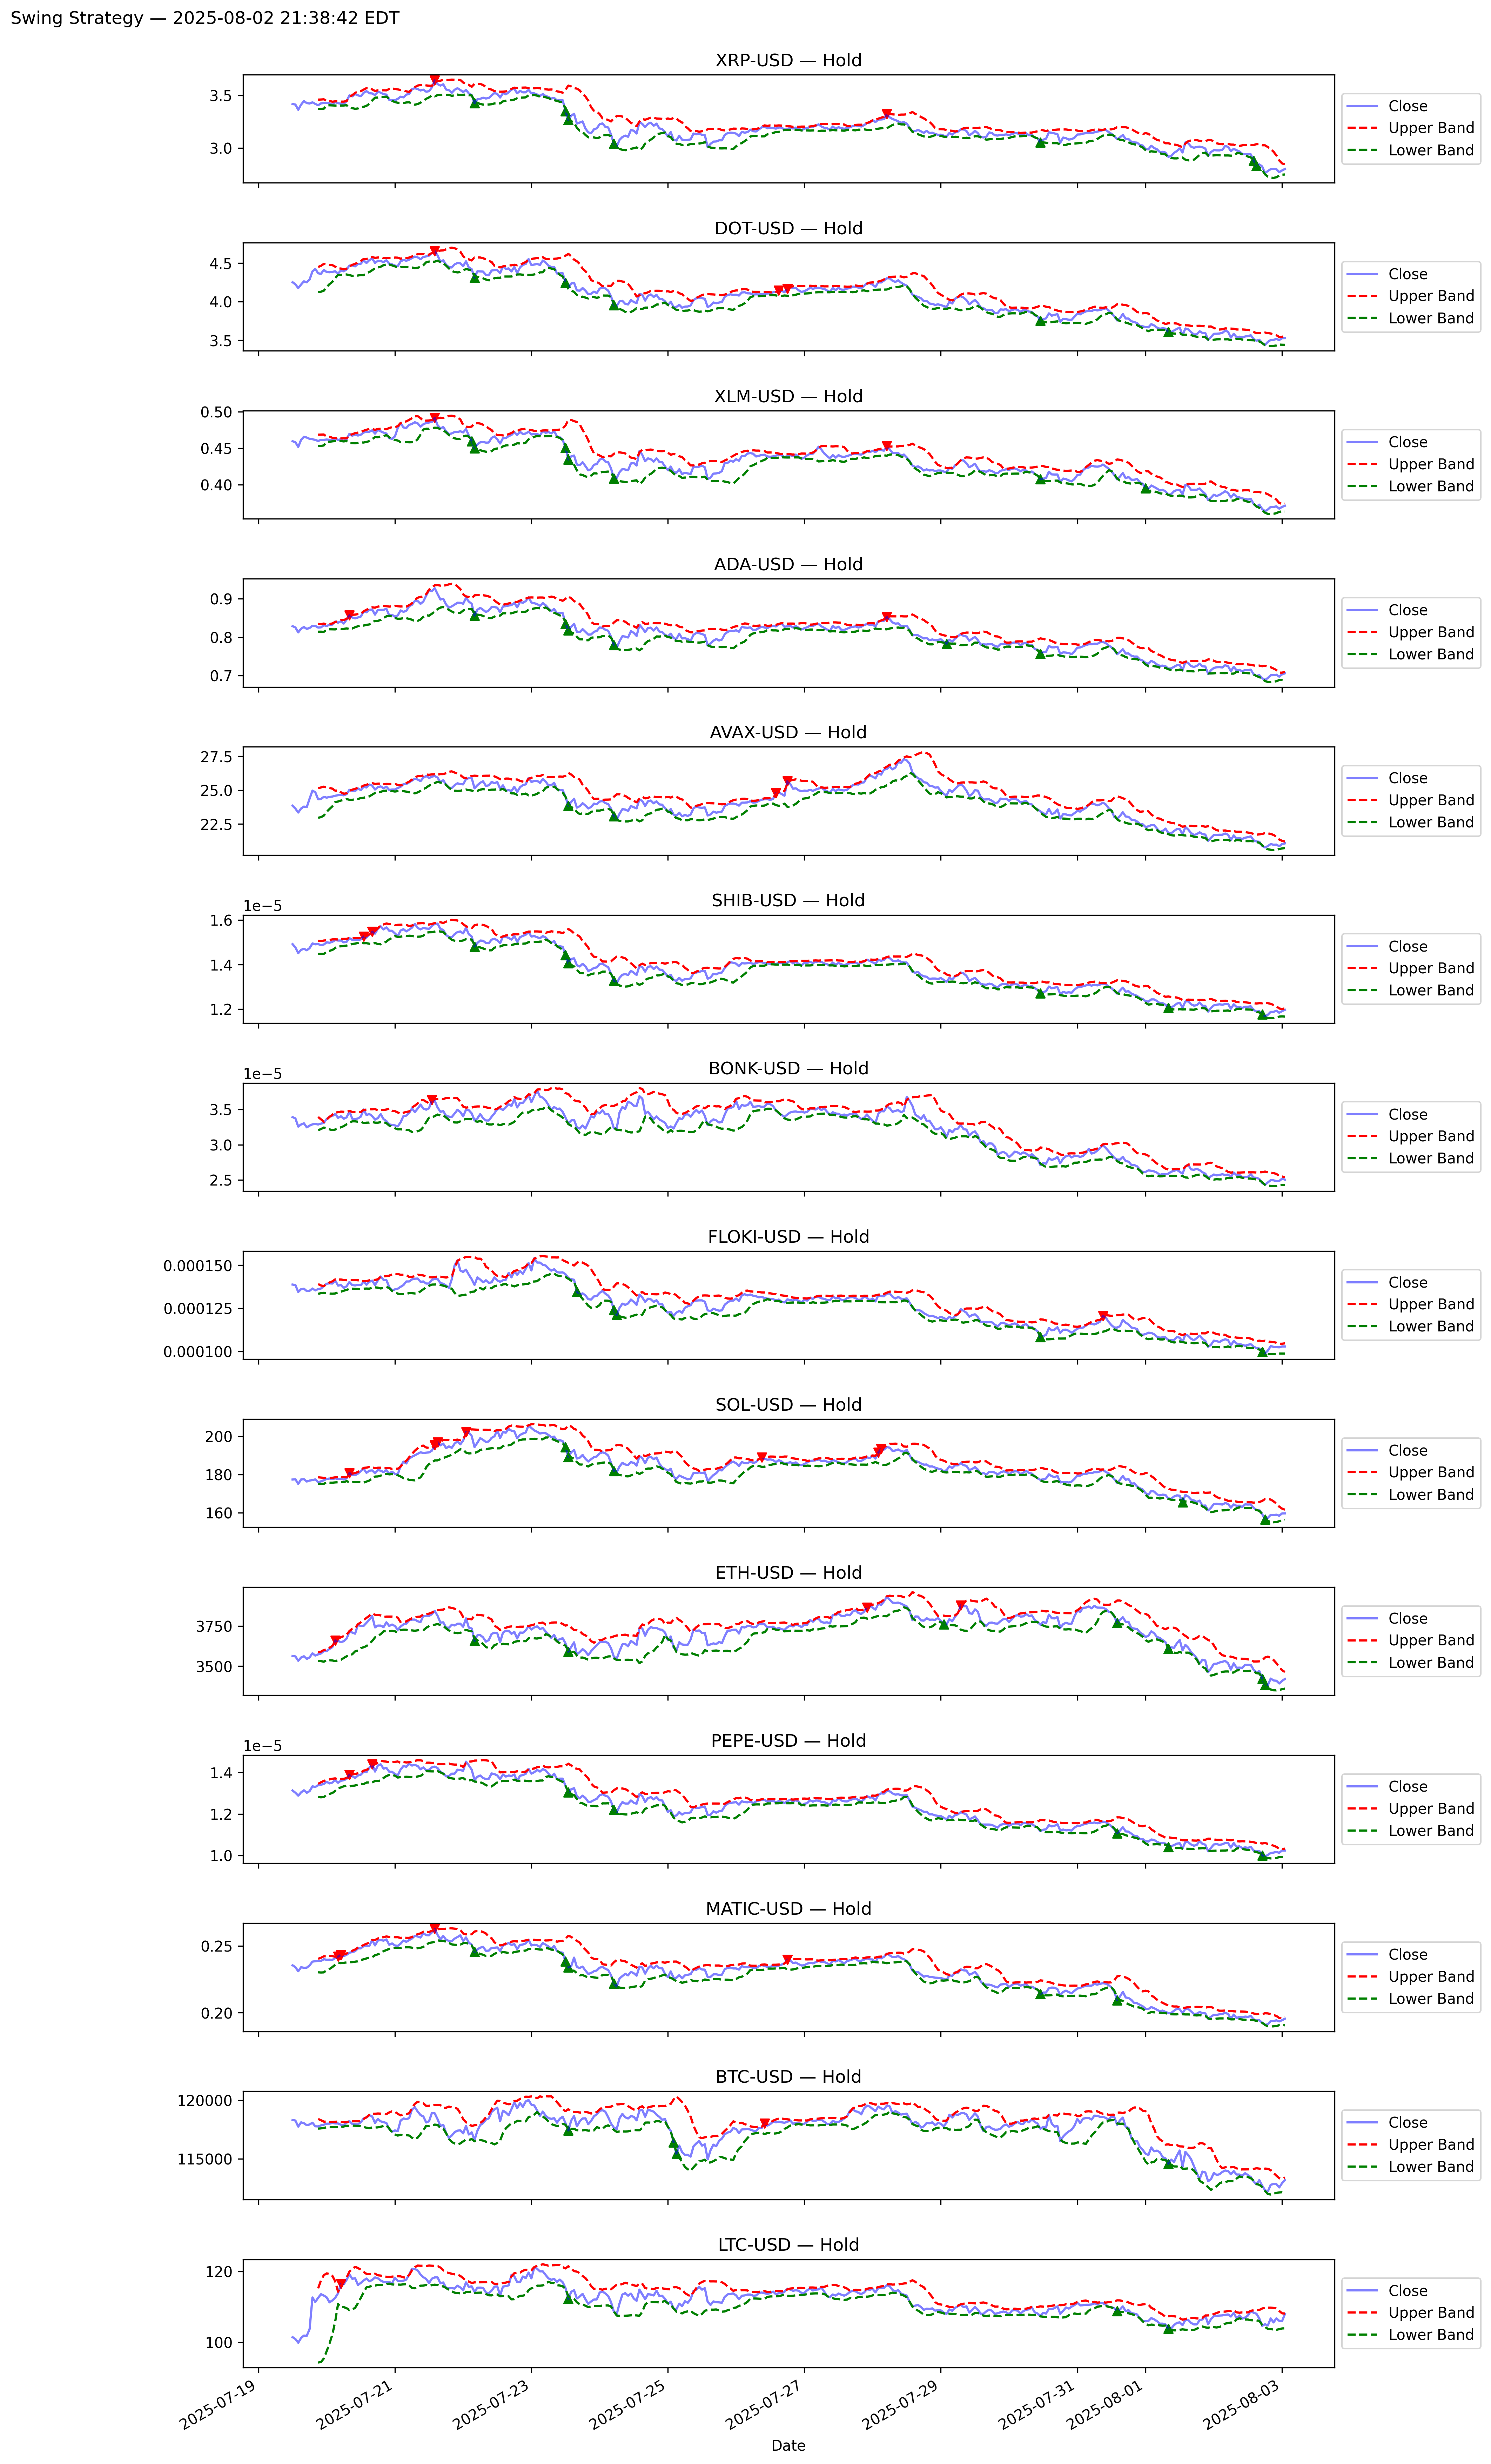 Swing Strategy — 2025-08-02 21:38:42 EDT
XRP-USD — Hold
3.5
3.0
Close
Upper Band
Lower Band
DOT-USD — Hold
4.5
4.0
3.5
Close
Upper Band
Lower Band
XLM-USD — Hold
0.50
0.45
0.40
Close
Upper Band
Lower Band
ADA-USD — Hold
0.9
0.8
0.7
Close
Upper Band
Lower Band
AVAX-USD — Hold
27.5
25.0
22.5
Close
Upper Band
Lower Band
SHIB-USD — Hold
1e−5
1.6
1.4
1.2
Close
Upper Band
Lower Band
BONK-USD — Hold
1e−5
3.5
3.0
2.5
Close
Upper Band
Lower Band
FLOKI-USD — Hold
0.000150
0.000125
0.000100
Close
Upper Band
Lower Band
SOL-USD — Hold
200
180
160
Close
Upper Band
Lower Band
ETH-USD — Hold
3750
3500
Close
Upper Band
Lower Band
PEPE-USD — Hold
1e−5
1.4
1.2
1.0
Close
Upper Band
Lower Band
MATIC-USD — Hold
0.25
0.20
Close
Upper Band
Lower Band
BTC-USD — Hold
120000
115000
Close
Upper Band
Lower Band
LTC-USD — Hold
120
100
Close
Upper Band
Lower Band
2025-07-19
2025-07-21
2025-07-23
2025-07-25
2025-07-27
2025-07-29
2025-07-31
2025-08-01
2025-08-03
Date